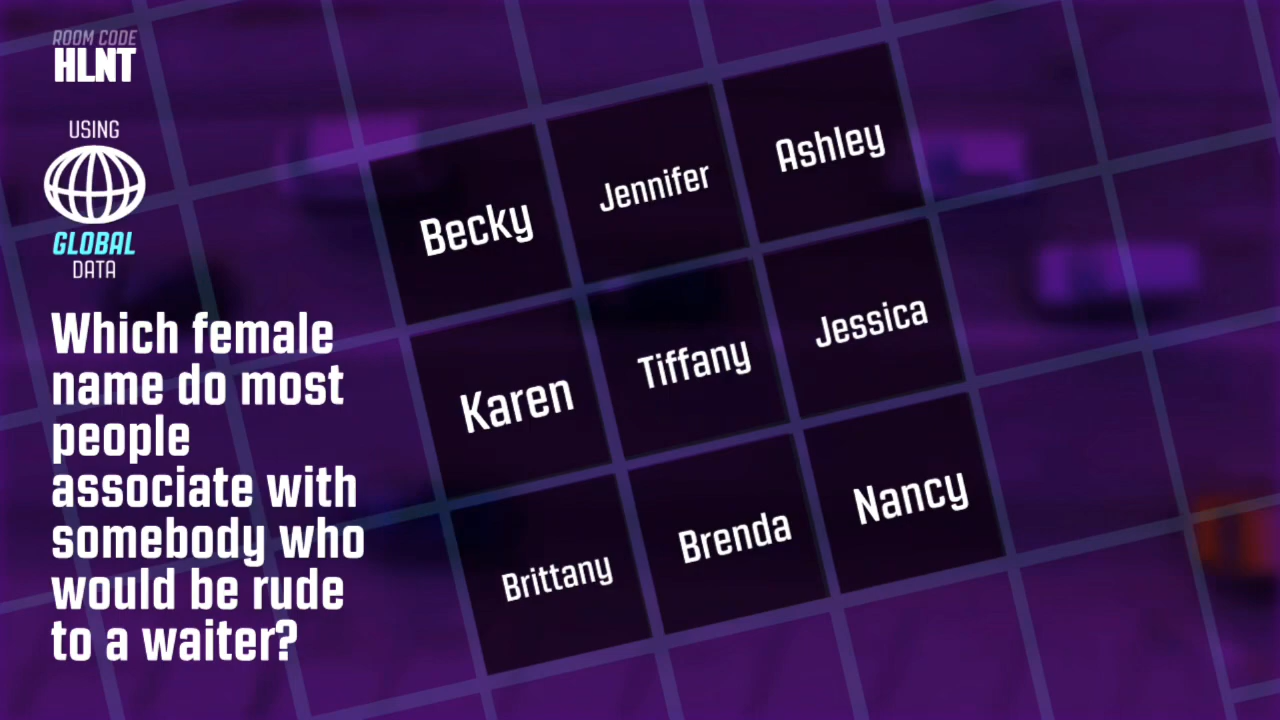 ROOM CODE
HLNT
USING
GLOBAL
DATA
Which female
name do most
people
associate with
somebody who
would be rude
to a waiter?
Becky
Jennifer
Ashley
Karen
Tiffany
Jessica
Brittany
Brenda
Nancy